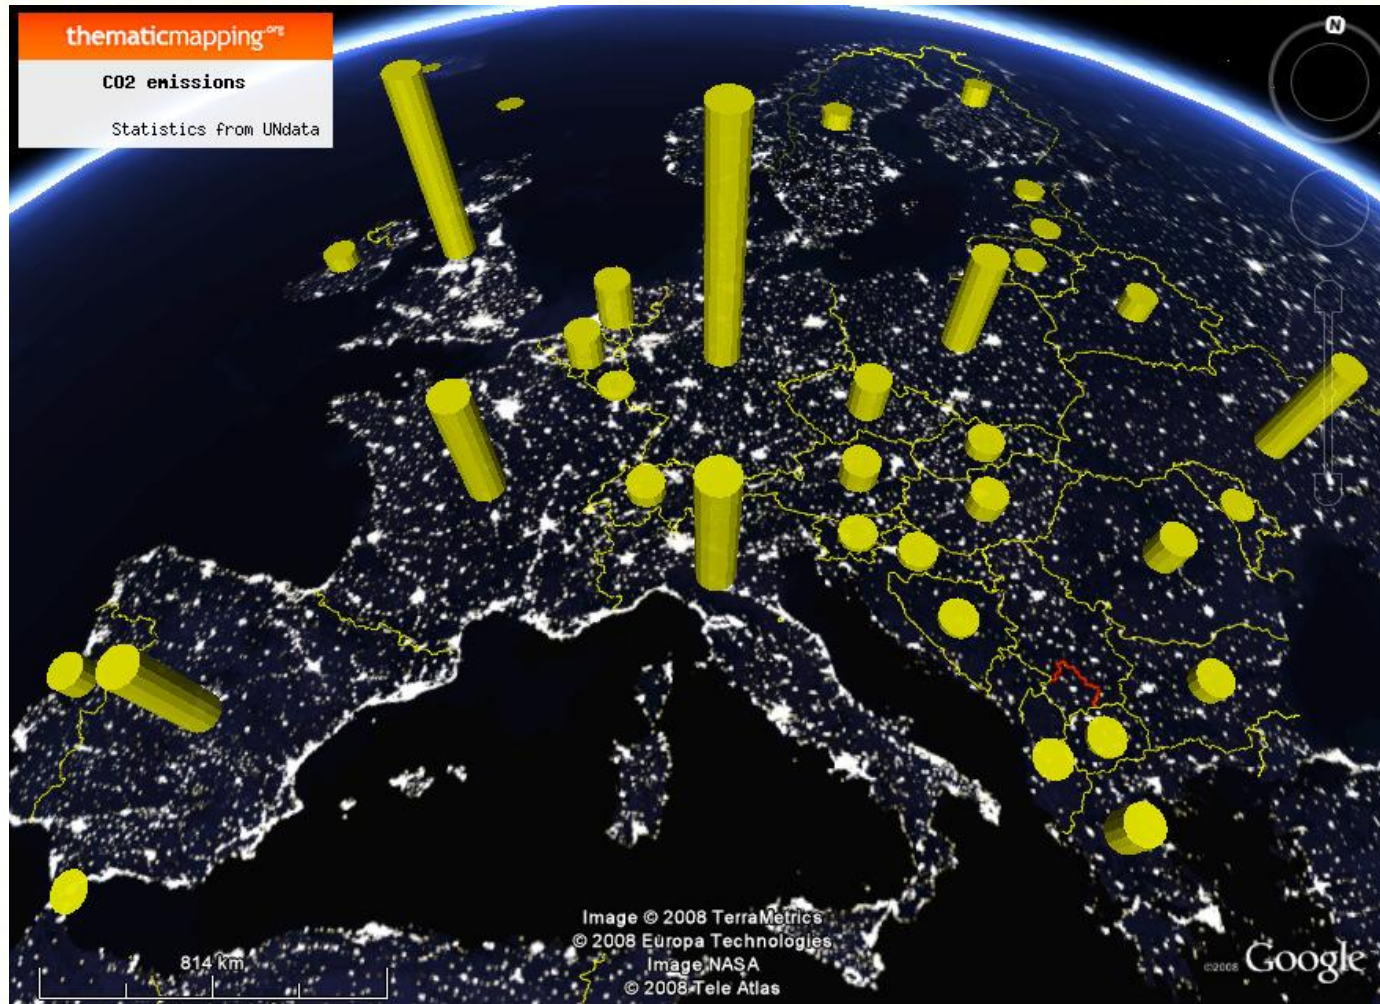 thematicmapping.org
CO2 emissions
Statistics from UNdata
N
814 km
Image © 2008 TerraMetrics
© 2008 Europa Technologies
Image NASA
© 2008 Tele Atlas
©2008 Google